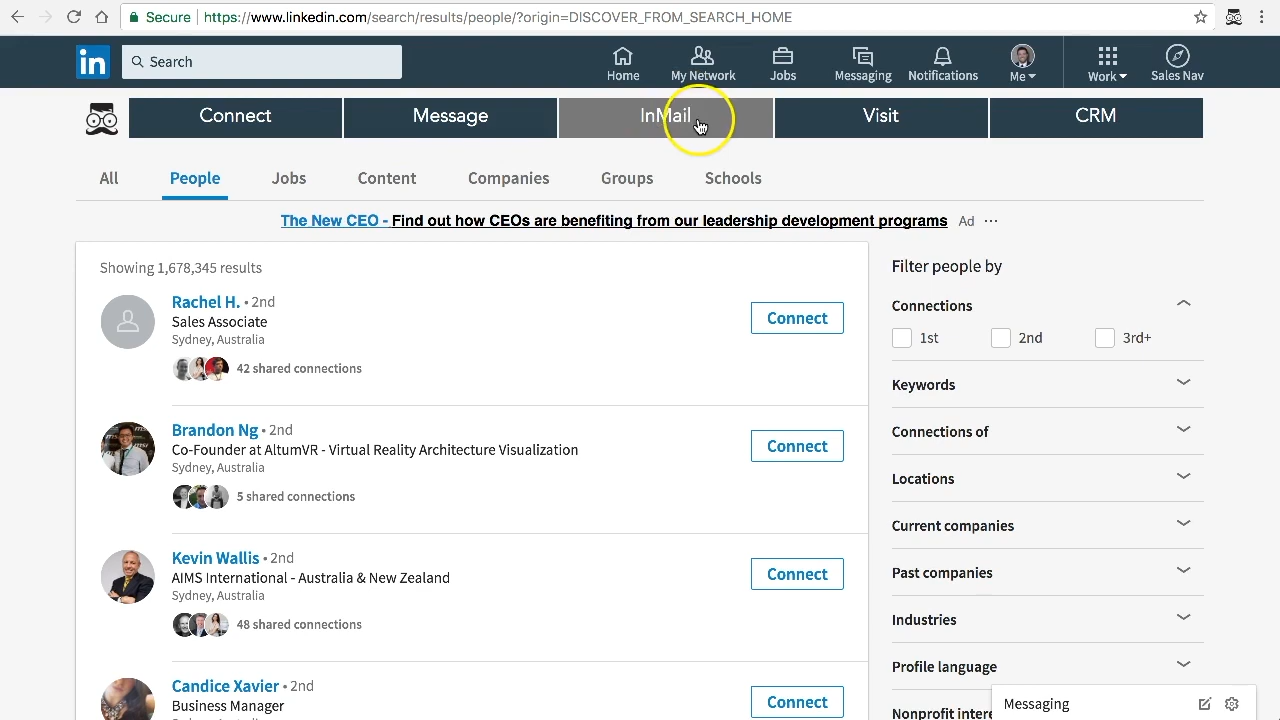 Secure https://www.linkedin.com/search/results/people/?origin=DISCOVER_FROM_SEARCH_HOME
in Search Home My Network Jobs Messaging Notifications Me Work Sales Nav
Connect Message InMail Visit CRM
All People Jobs Content Companies Groups Schools
The New CEO - Find out how CEOs are benefiting from our leadership development programs Ad ···
Showing 1,678,345 results
Rachel H. • 2nd
Sales Associate
Sydney, Australia
42 shared connections
Connect
Brandon Ng • 2nd
Co-Founder at AltumVR - Virtual Reality Architecture Visualization
Sydney, Australia
5 shared connections
Connect
Kevin Wallis • 2nd
AIMS International - Australia & New Zealand
Sydney, Australia
48 shared connections
Connect
Candice Xavier • 2nd
Business Manager
Connect
Filter people by
Connections
1st 2nd 3rd+
Keywords
Connections of
Locations
Current companies
Past companies
Industries
Profile language
Nonprofit
Messaging